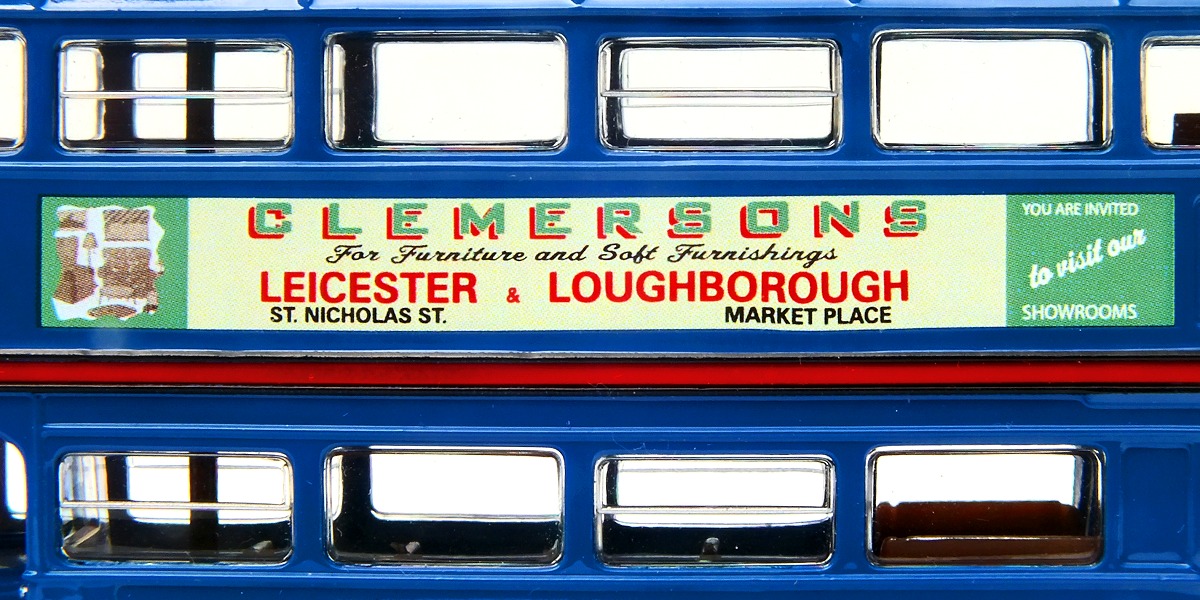 CLEMERSONS
For Furniture and Soft Furnishings
LEICESTER & LOUGHBOROUGH
ST. NICHOLAS ST. MARKET PLACE
YOU ARE INVITED
to visit our
SHOWROOMS